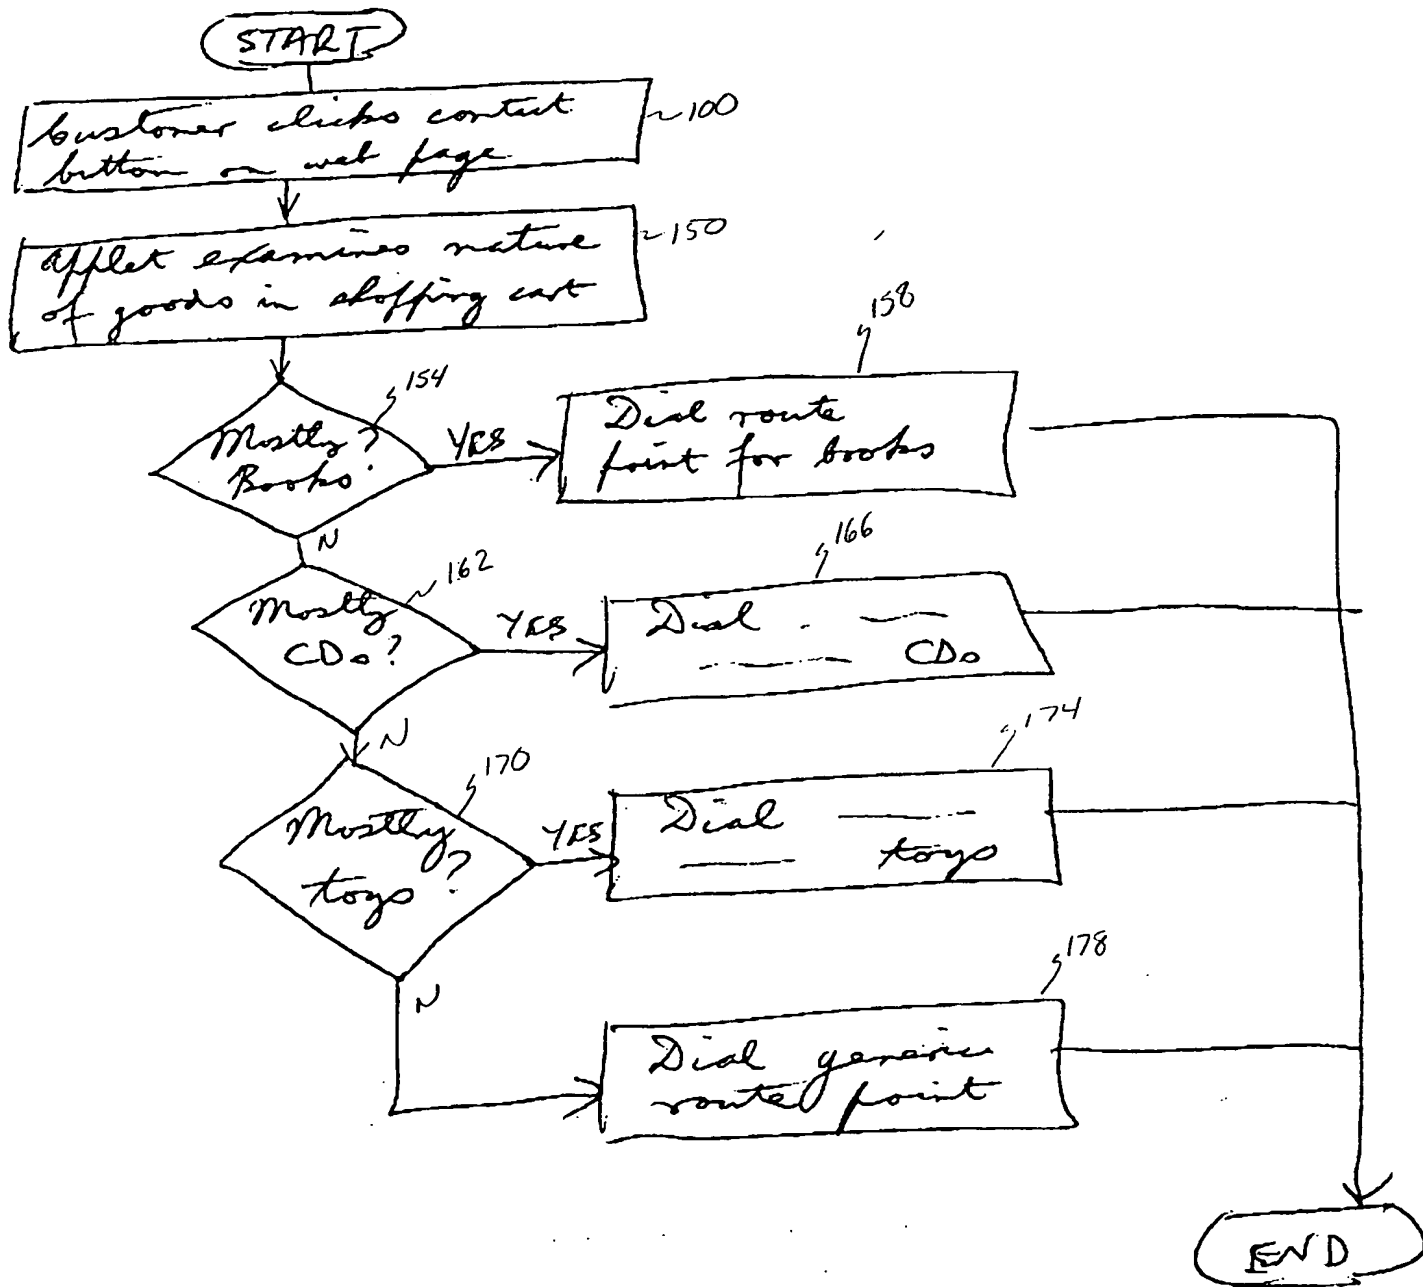 START
Customer clicks contact
button on web page
100
Applet examines nature
of goods in shopping cart
150
Mostly?
Books
154
YES
Dial route
point for books
158
N
Mostly
CDs?
162
YES
Dial
CDs
166
N
Mostly
toys?
170
YES
Dial
toys
174
N
Dial generic
route point
178
END